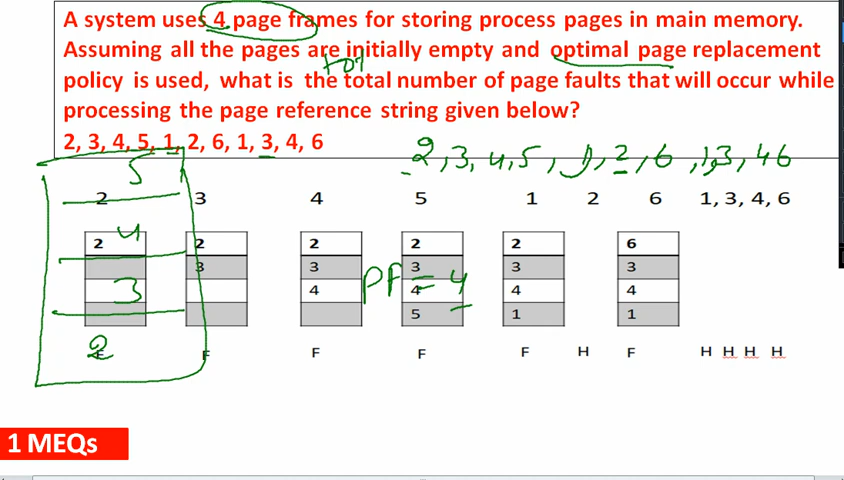 A system uses 4 page frames for storing process pages in main memory.
Assuming all the pages are initially empty and optimal page replacement
policy is used, what is the total number of page faults that will occur while
processing the page reference string given below?
2, 3, 4, 5, 1, 2, 6, 1, 3, 4, 6
2, 3, 4, 5, 1, 2, 6, 1, 3, 4 6
5
2 3 4 5 1 2 6 1, 3, 4, 6
4
2 2 2 2 2 6
3 3 3 3 3
3 4 4 4 4
PF = 4
5 1 1
2
F F F F H F H H H H
1 MEQs